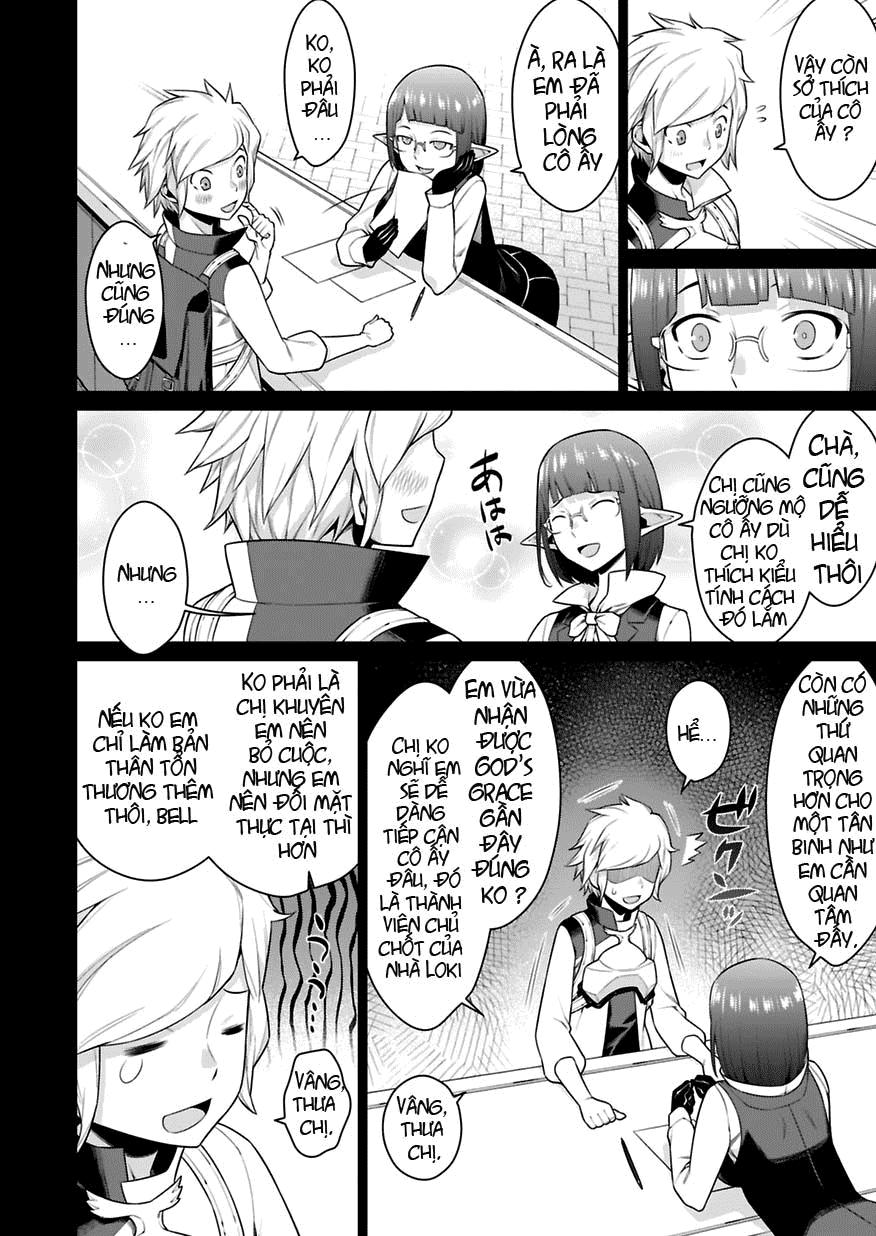 VẬY CÒN
SỞ THÍCH
CỦA CÔ
ẤY ?
À, RA LÀ
EM ĐÃ
PHẢI
LÒNG
CÔ ẤY
KO,
KO
PHẢI
ĐÂU
...
NHƯNG
CŨNG
ĐÚNG
...
CHÀ,
CŨNG
DỄ
HIỂU
THÔI
CHỊ CŨNG
NGƯỠNG MỘ
CÔ ẤY DÙ
CHỊ KO
THÍCH KIỂU
TÍNH CÁCH
ĐÓ LẮM
あはは
NHƯNG
...
CÒN CÓ
NHỮNG
THỨ
QUAN
TRỌNG
HƠN CHO
MỘT TÂN
BINH NHƯ
EM CẦN
QUAN
TÂM
ĐẤY.
HỂ...
ビクンッ
EM VỪA
NHẬN
ĐƯỢC
GOD'S
GRACE
GẦN
ĐÂY
ĐÚNG
KO ?
CHỊ KO
NGHĨ EM
SẼ DỄ
DÀNG
TIẾP CẬN
CÔ ẤY
ĐÂU, ĐÓ
LÀ THÀNH
VIÊN CHỦ
CHỐT CỦA
NHÀ LOKI
VÂNG,
THƯA
CHỊ.
KO PHẢI LÀ
CHỊ KHUYÊN
EM NÊN
BỎ CUỘC,
NHƯNG EM
NÊN ĐỐI MẶT
THỰC TẠI THÌ
HƠN
NẾU KO EM
CHỈ LÀM BẢN
THÂN TỔN
THƯƠNG THÊM
THÔI, BELL
VÂNG,
THƯA
CHỊ.